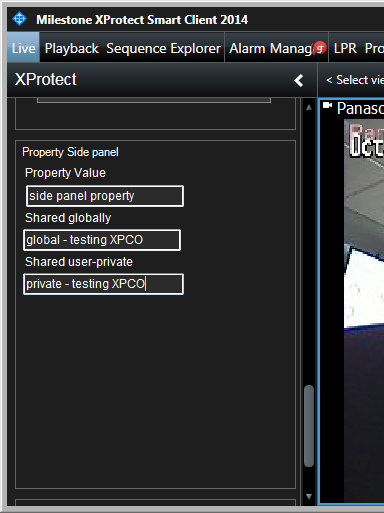 Milestone XProtect Smart Client 2014
Live Playback Sequence Explorer Alarm Manag LPR Pro
XProtect
< Select vie
Panaso
Oct
Property Side panel
Property Value
side panel property
Shared globally
global - testing XPCO
Shared user-private
private - testing XPCO